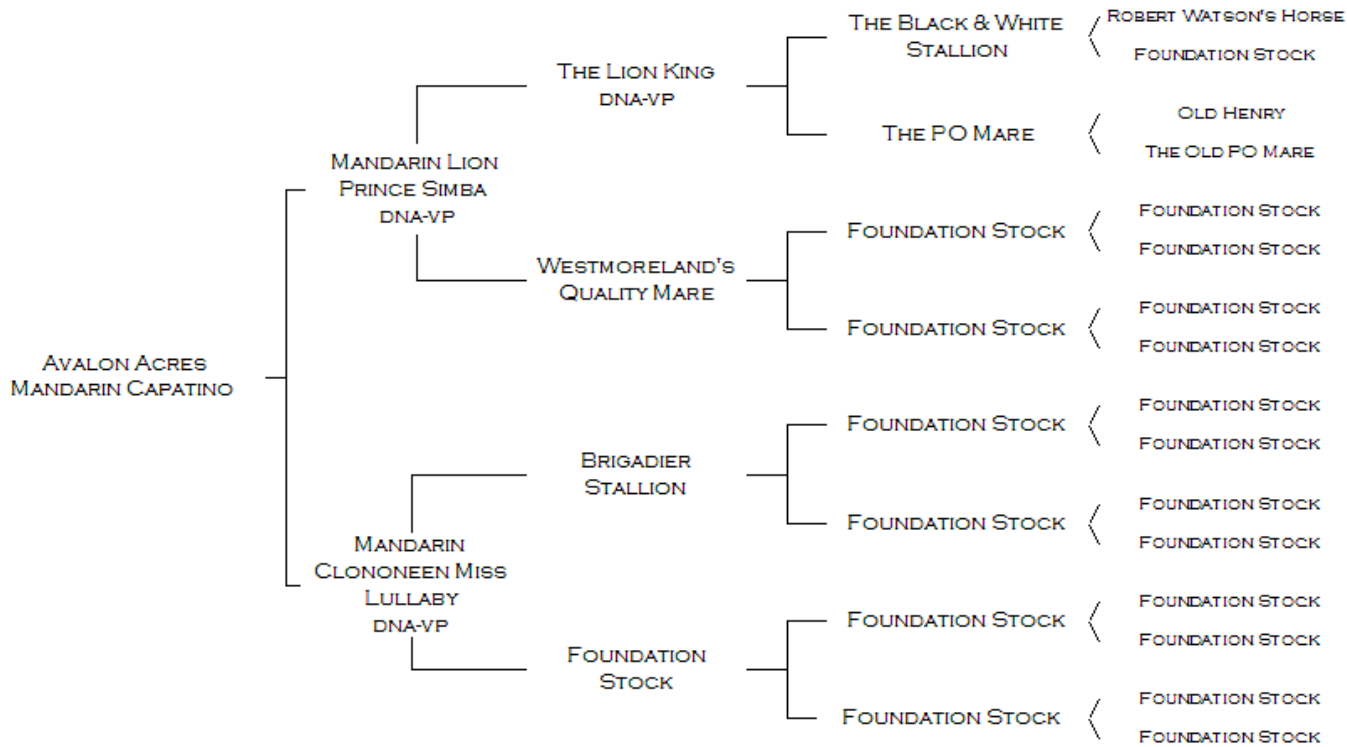 Avalon Acres
Mandarin Capatino
Mandarin Lion
Prince Simba
DNA-VP
Mandarin
Clononeen Miss
Lullaby
DNA-VP
The Lion King
DNA-VP
Westmoreland's
Quality Mare
Brigadier
Stallion
Foundation
Stock
The Black & White
Stallion
The PO Mare
Foundation Stock
Foundation Stock
Foundation Stock
Foundation Stock
Foundation Stock
Foundation Stock
Robert Watson's Horse
Foundation Stock
Old Henry
The Old PO Mare
Foundation Stock
Foundation Stock
Foundation Stock
Foundation Stock
Foundation Stock
Foundation Stock
Foundation Stock
Foundation Stock
Foundation Stock
Foundation Stock
Foundation Stock
Foundation Stock